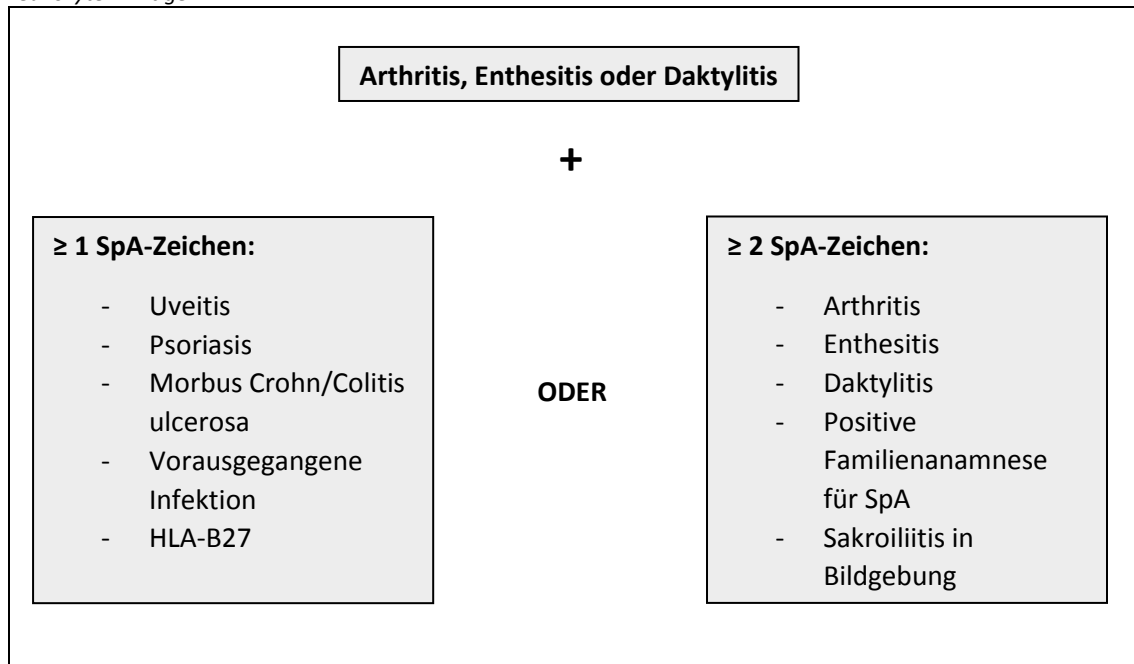 Arthritis, Enthesitis oder Daktylitis
+
≥ 1 SpA-Zeichen:
- Uveitis
- Psoriasis
- Morbus Crohn/Colitis
ulcerosa
- Vorausgegangene
Infektion
- HLA-B27
ODER
≥ 2 SpA-Zeichen:
- Arthritis
- Enthesitis
- Daktylitis
- Positive
Familienanamnese
für SpA
- Sakroiliitis in
Bildgebung